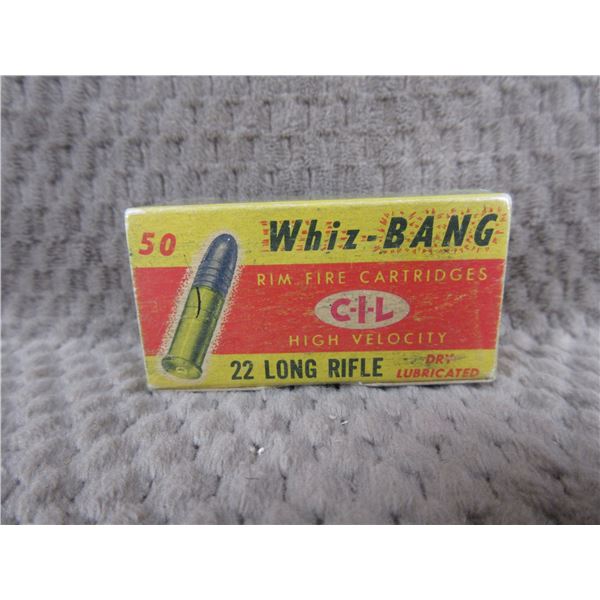 50
Whiz-BANG
RIM FIRE CARTRIDGES
C-I-L
HIGH VELOCITY
22 LONG RIFLE
DRY
LUBRICATED